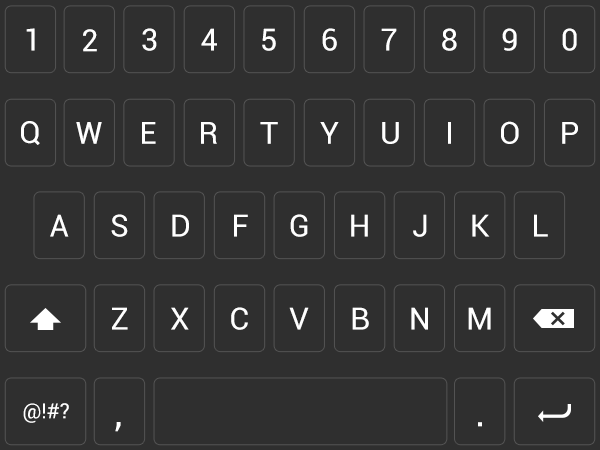 1 2 3 4 5 6 7 8 9 0
Q W E R T Y U I O P
A S D F G H J K L
Z X C V B N M
@!#? , .